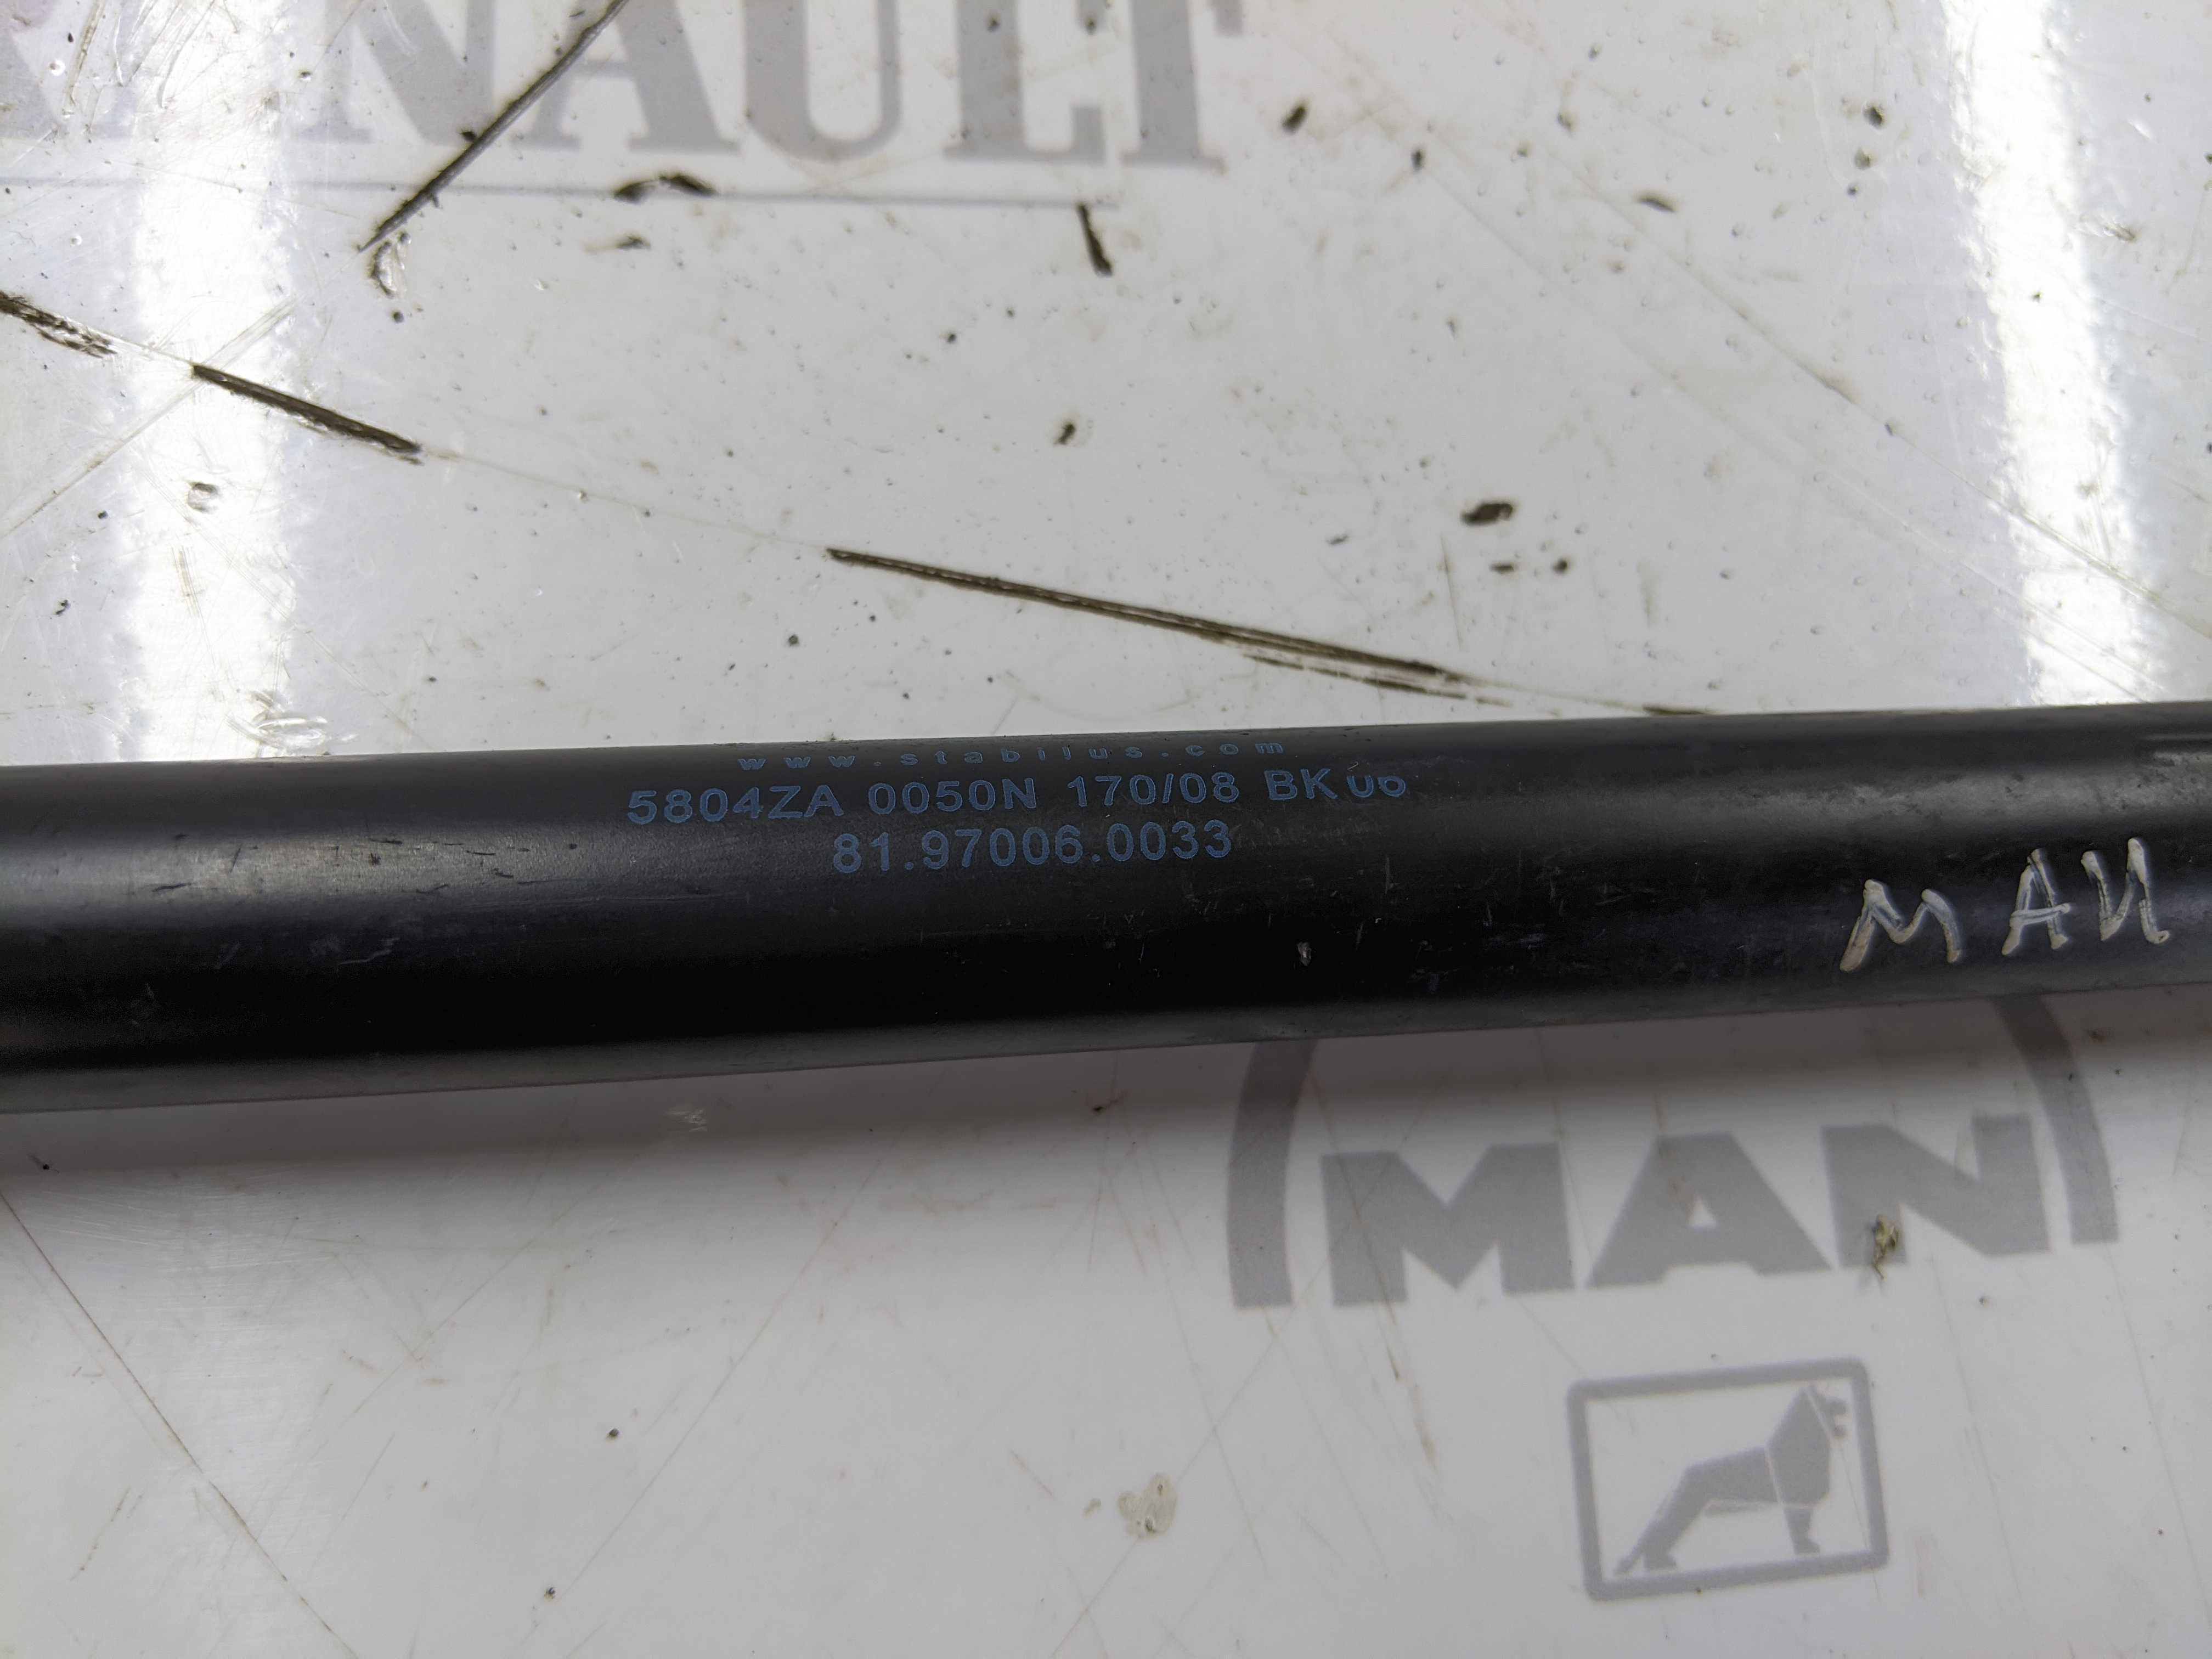 RENAULT
www.stabilus.com
5804ZA 0050N 170/08 BK06
81.97006.0033
MAN
MAN